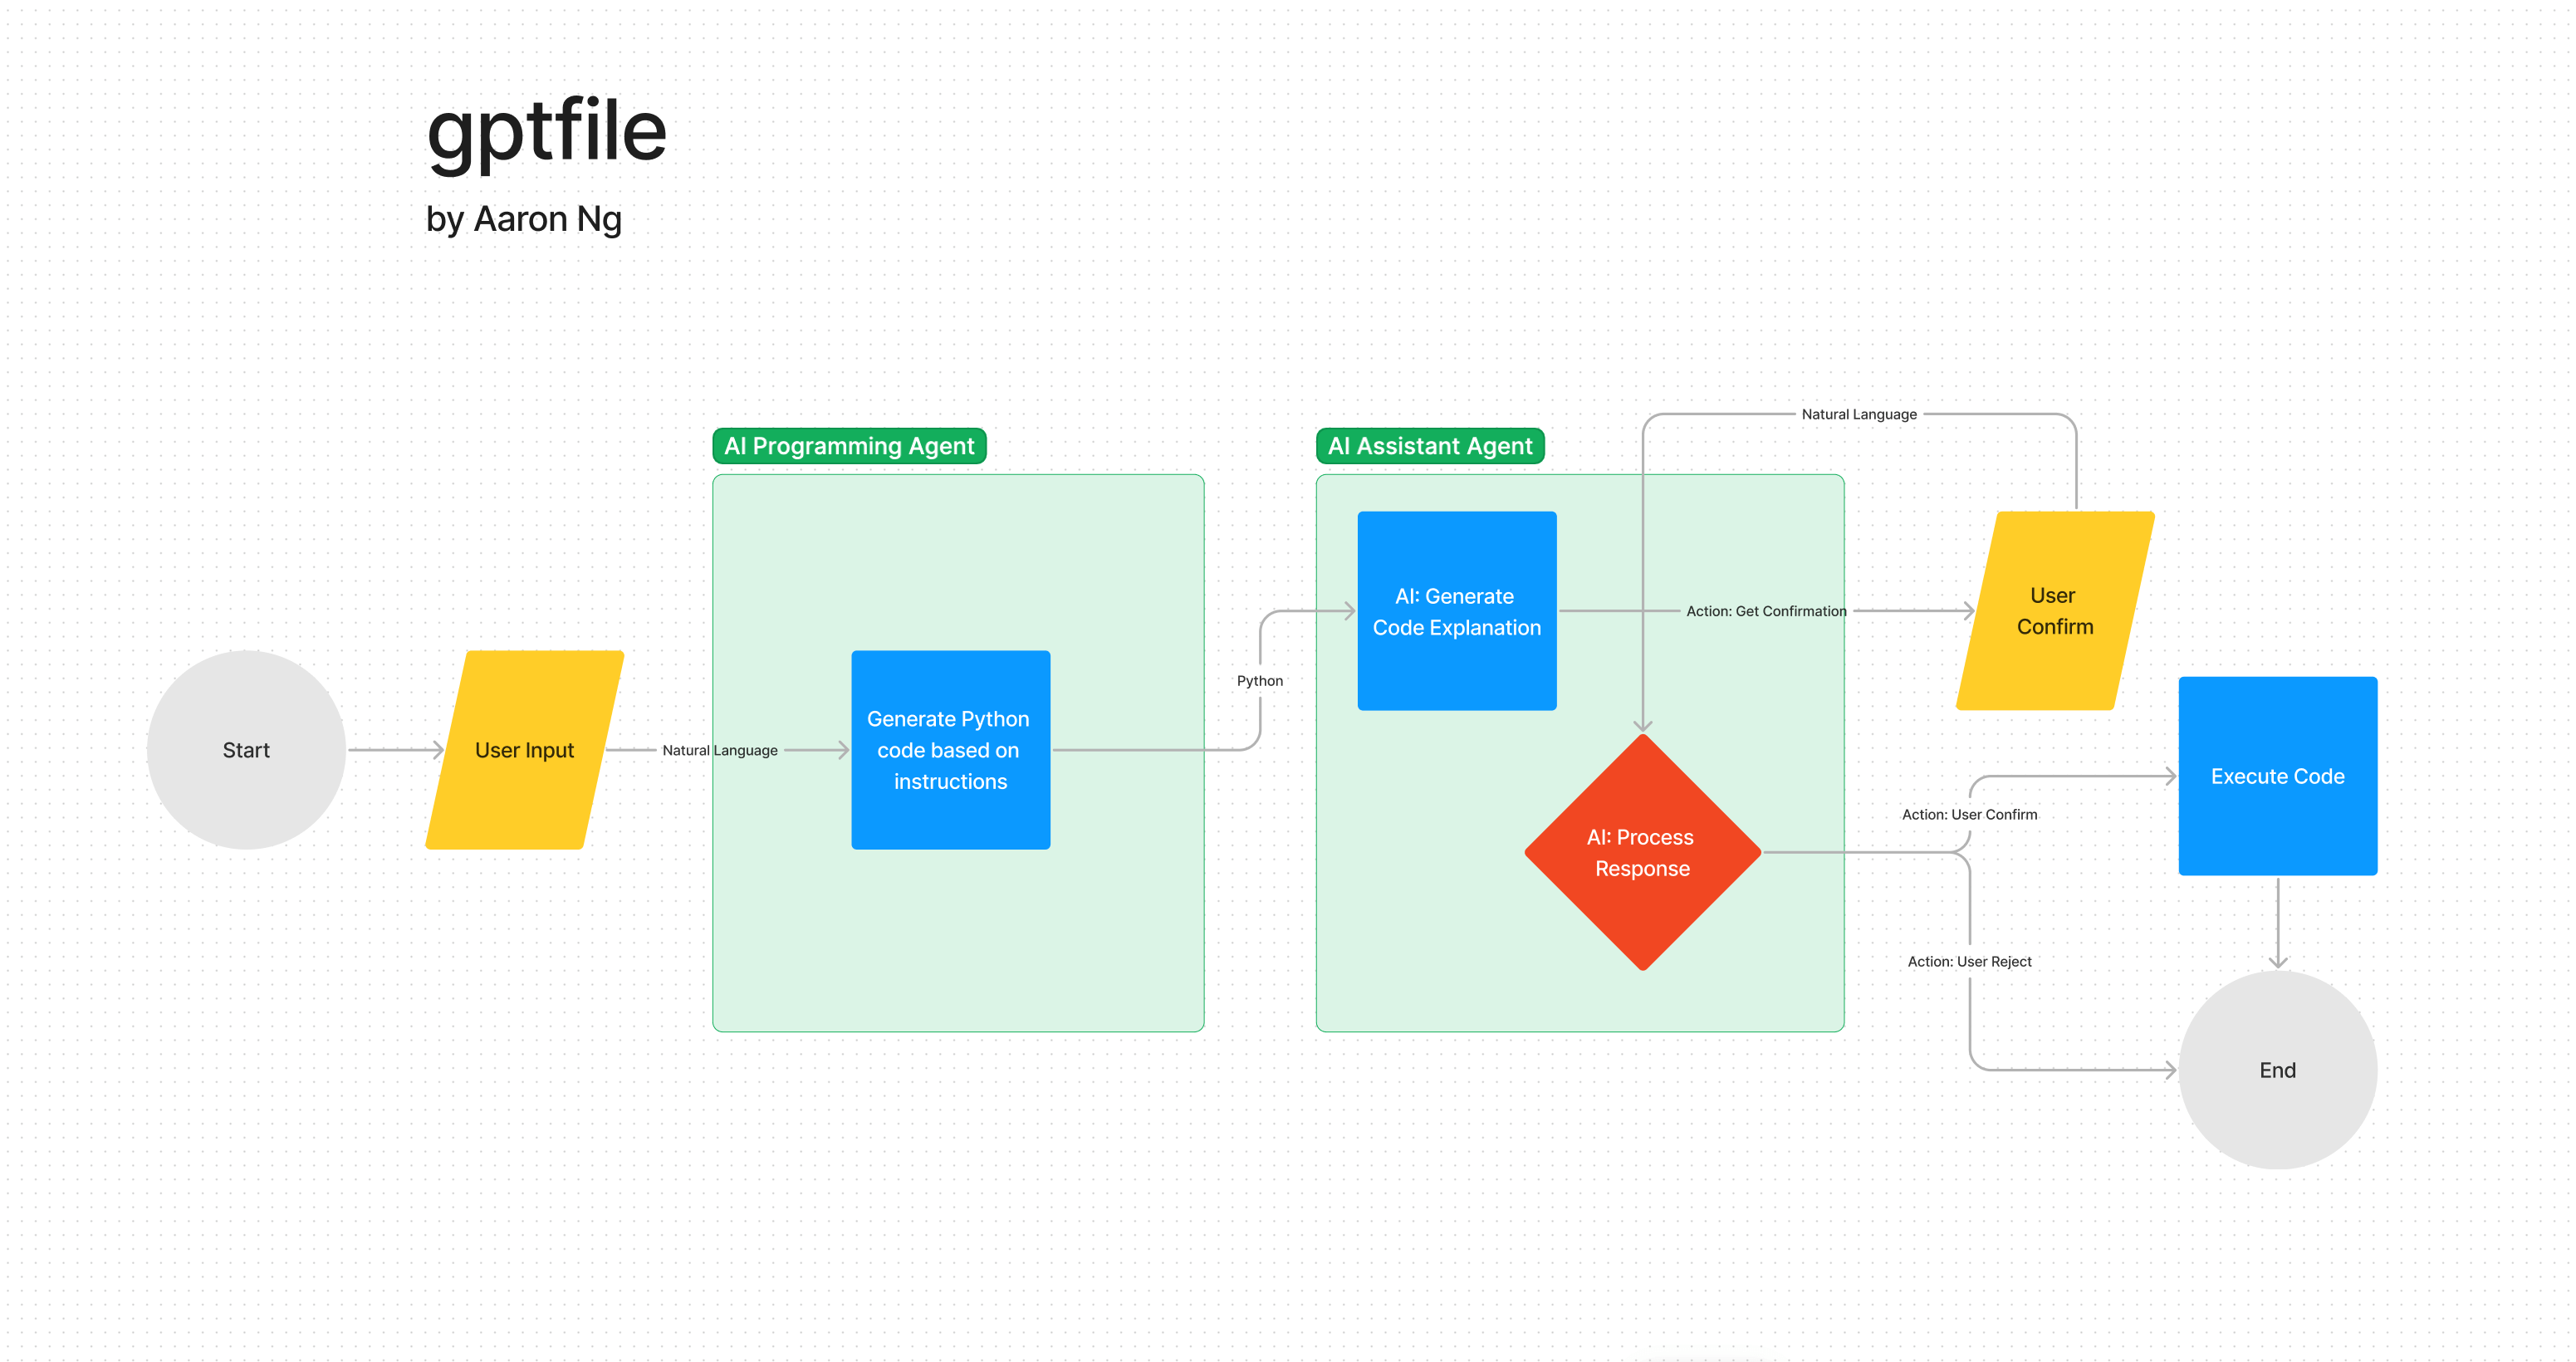 gptfile
by Aaron Ng
Natural Language
AI Programming Agent
AI Assistant Agent
AI: Generate
Code Explanation
Action: Get Confirmation
User
Confirm
Python
Start
User Input
Natural Language
Generate Python
code based on
instructions
Execute Code
Action: User Confirm
AI: Process
Response
Action: User Reject
End